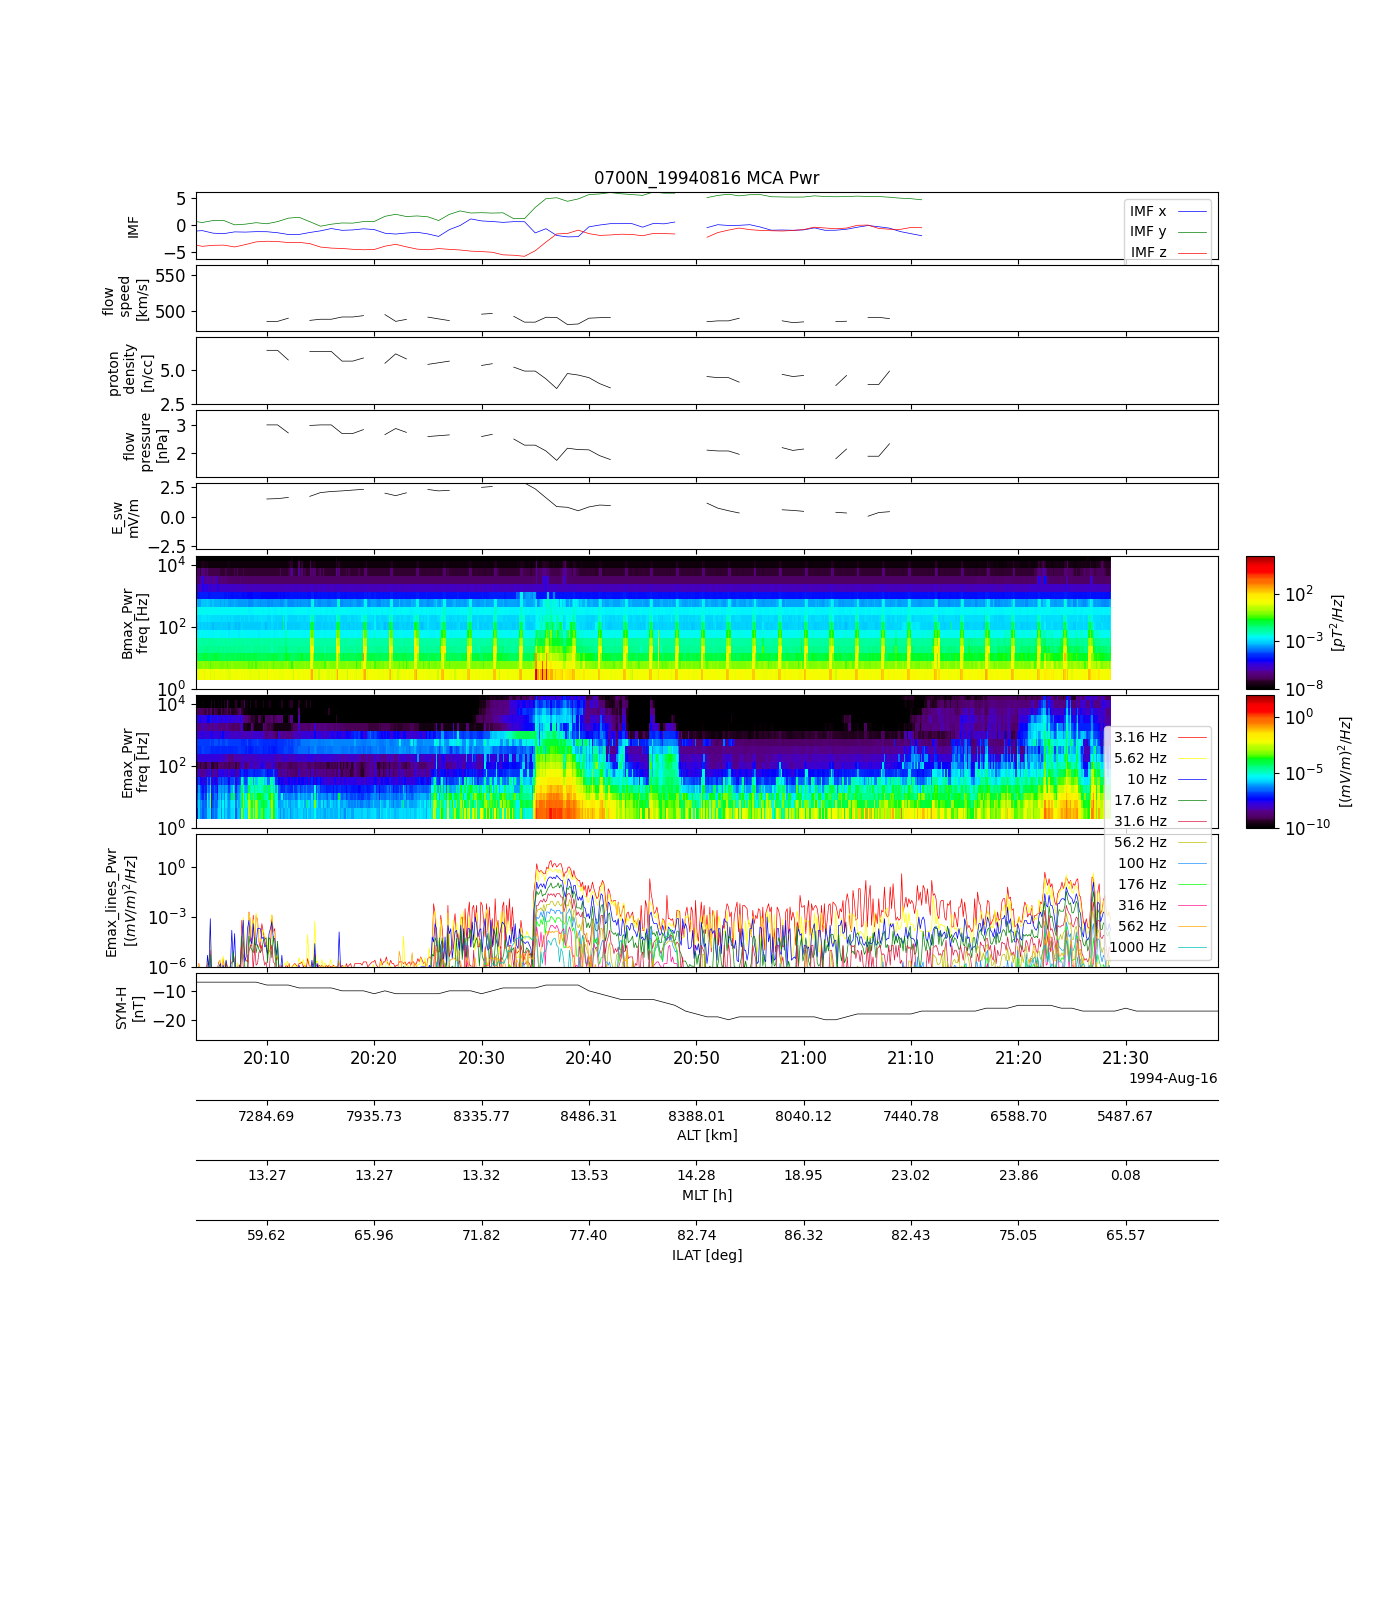 0700N_19940816 MCA Pwr
IMF
5
0
−5
IMF x
IMF y
IMF z
flow
speed
[km/s]
550
500
proton
density
[n/cc]
5.0
2.5
flow
pressure
[nPa]
3
2
E_sw
mV/m
2.5
0.0
−2.5
Bmax_Pwr
freq [Hz]
10^4
10^2
10^0
10^2
10^−3
10^−8
[pT^2/Hz]
Emax_Pwr
freq [Hz]
10^4
10^2
10^0
10^0
10^−5
10^−10
[(mV/m)^2/Hz]
3.16 Hz
5.62 Hz
10 Hz
17.6 Hz
31.6 Hz
56.2 Hz
100 Hz
176 Hz
316 Hz
562 Hz
1000 Hz
Emax_lines_Pwr
[(mV/m)^2/Hz]
10^0
10^−3
10^−6
SYM-H
[nT]
−10
−20
20:10 20:20 20:30 20:40 20:50 21:00 21:10 21:20 21:30
1994-Aug-16
7284.69 7935.73 8335.77 8486.31 8388.01 8040.12 7440.78 6588.70 5487.67
ALT [km]
13.27 13.27 13.32 13.53 14.28 18.95 23.02 23.86 0.08
MLT [h]
59.62 65.96 71.82 77.40 82.74 86.32 82.43 75.05 65.57
ILAT [deg]